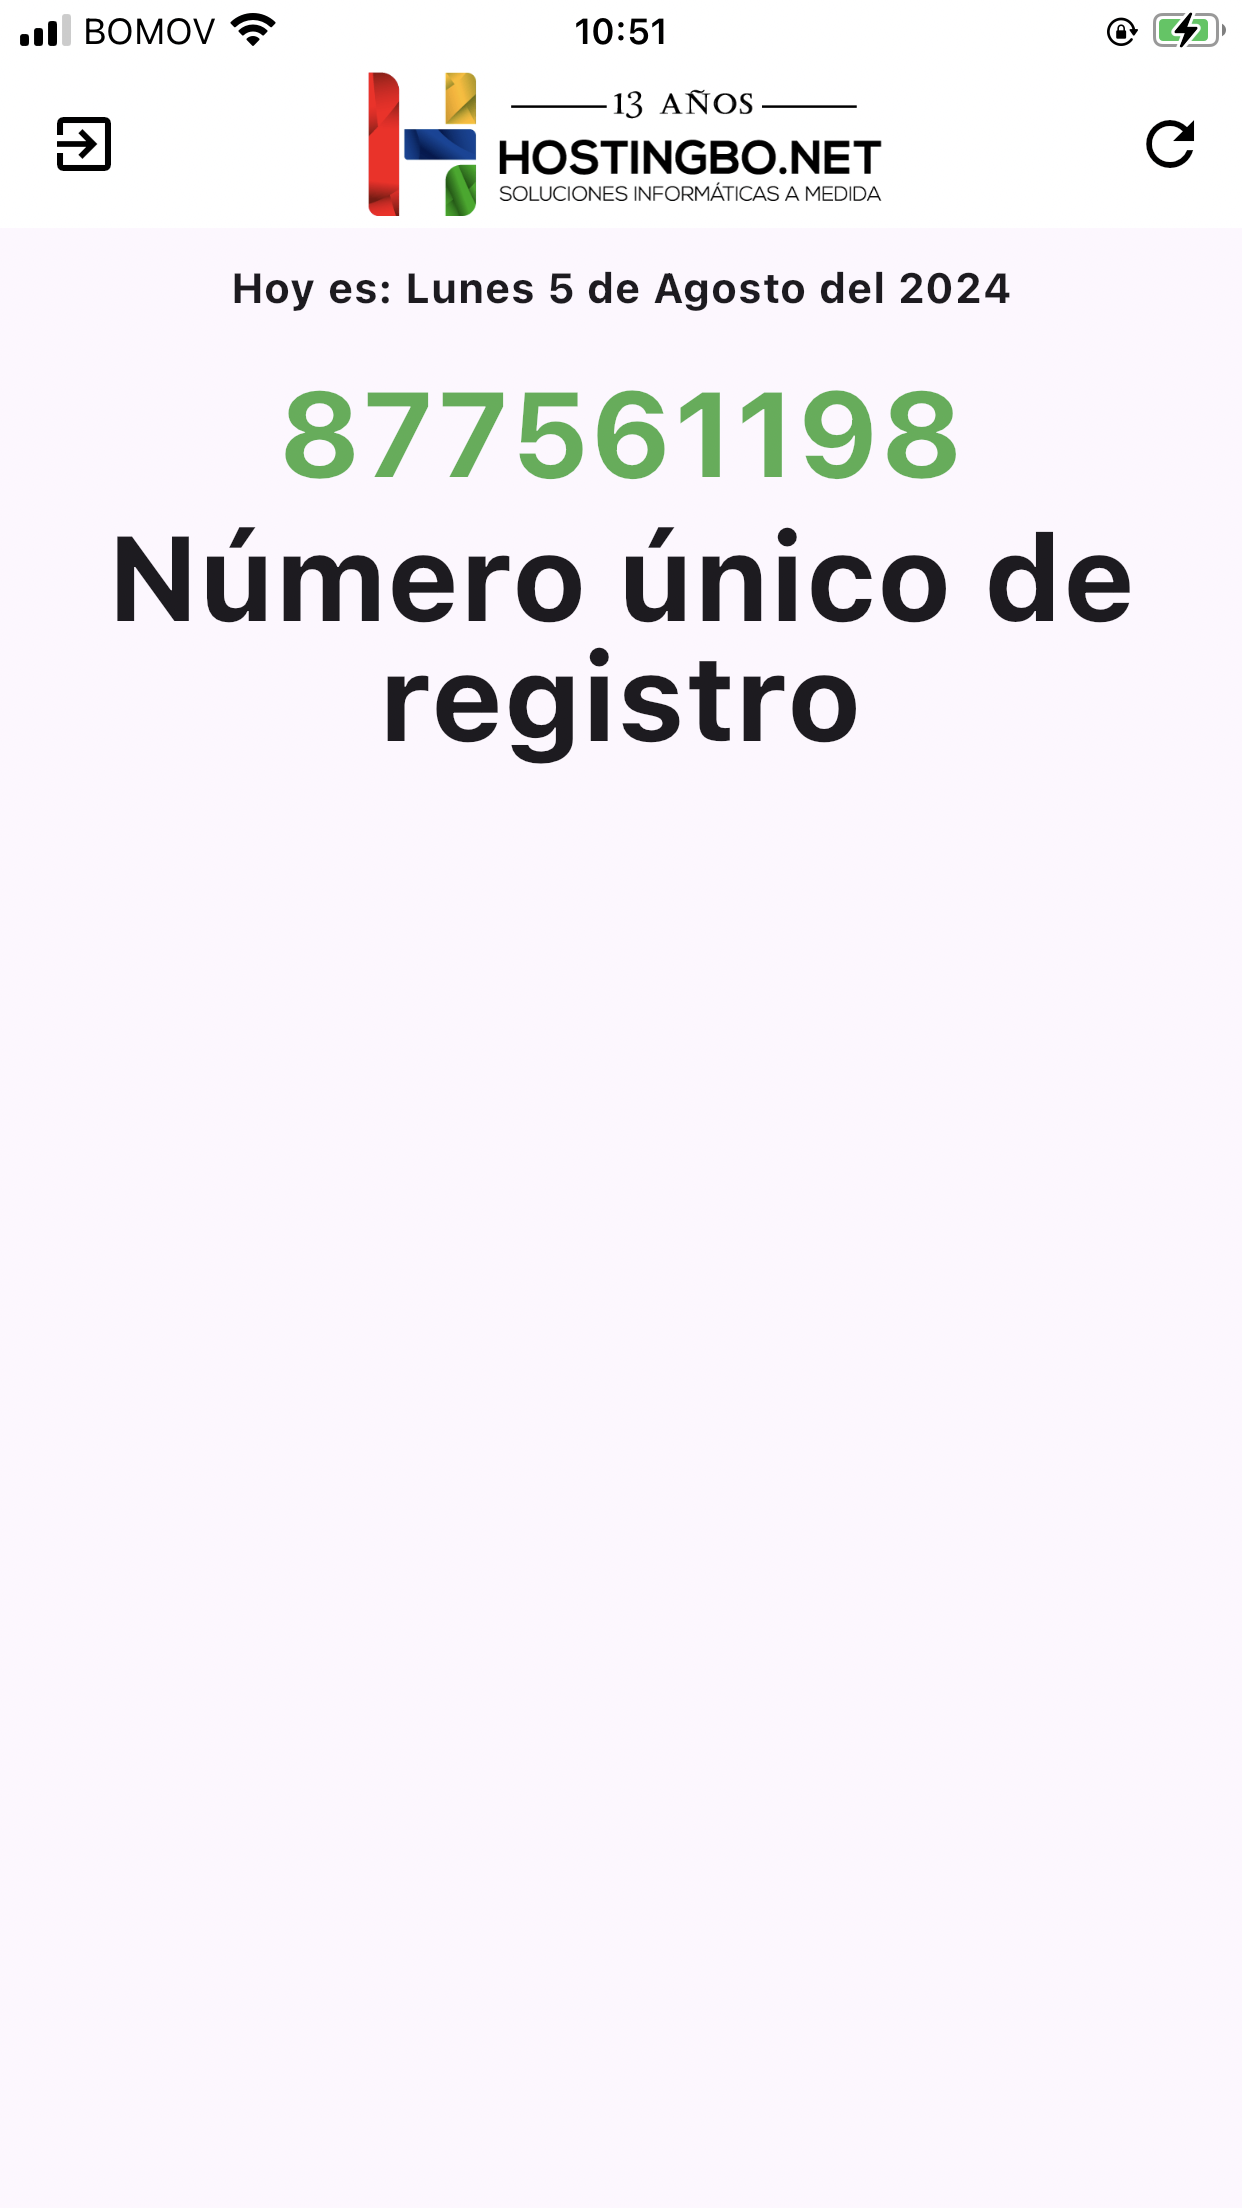 BOMOV 10:51
13 AÑOS
HOSTINGBO.NET
SOLUCIONES INFORMÁTICAS A MEDIDA
Hoy es: Lunes 5 de Agosto del 2024
877561198
Número único de
registro